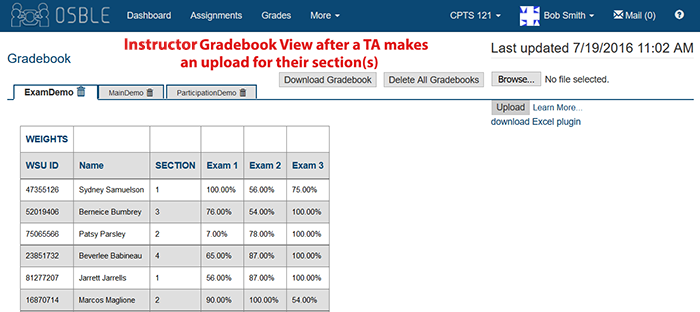 OSBLE Dashboard Assignments Grades More CPTS 121 Bob Smith Mail (0)
Instructor Gradebook View after a TA makes
an upload for their section(s)
Last updated 7/19/2016 11:02 AM
Gradebook
Download Gradebook Delete All Gradebooks Browse... No file selected.
ExamDemo MainDemo ParticipationDemo
Upload Learn More...
download Excel plugin
WEIGHTS
WSU ID Name SECTION Exam 1 Exam 2 Exam 3
47355126 Sydney Samuelson 1 100.00% 56.00% 75.00%
52019406 Berneice Bumbrey 3 76.00% 54.00% 100.00%
75065566 Patsy Parsley 2 7.00% 78.00% 100.00%
23851732 Beverlee Babineau 4 65.00% 87.00% 100.00%
81277207 Jarrett Jarrells 1 56.00% 87.00% 100.00%
16870714 Marcos Maglione 2 90.00% 100.00% 54.00%